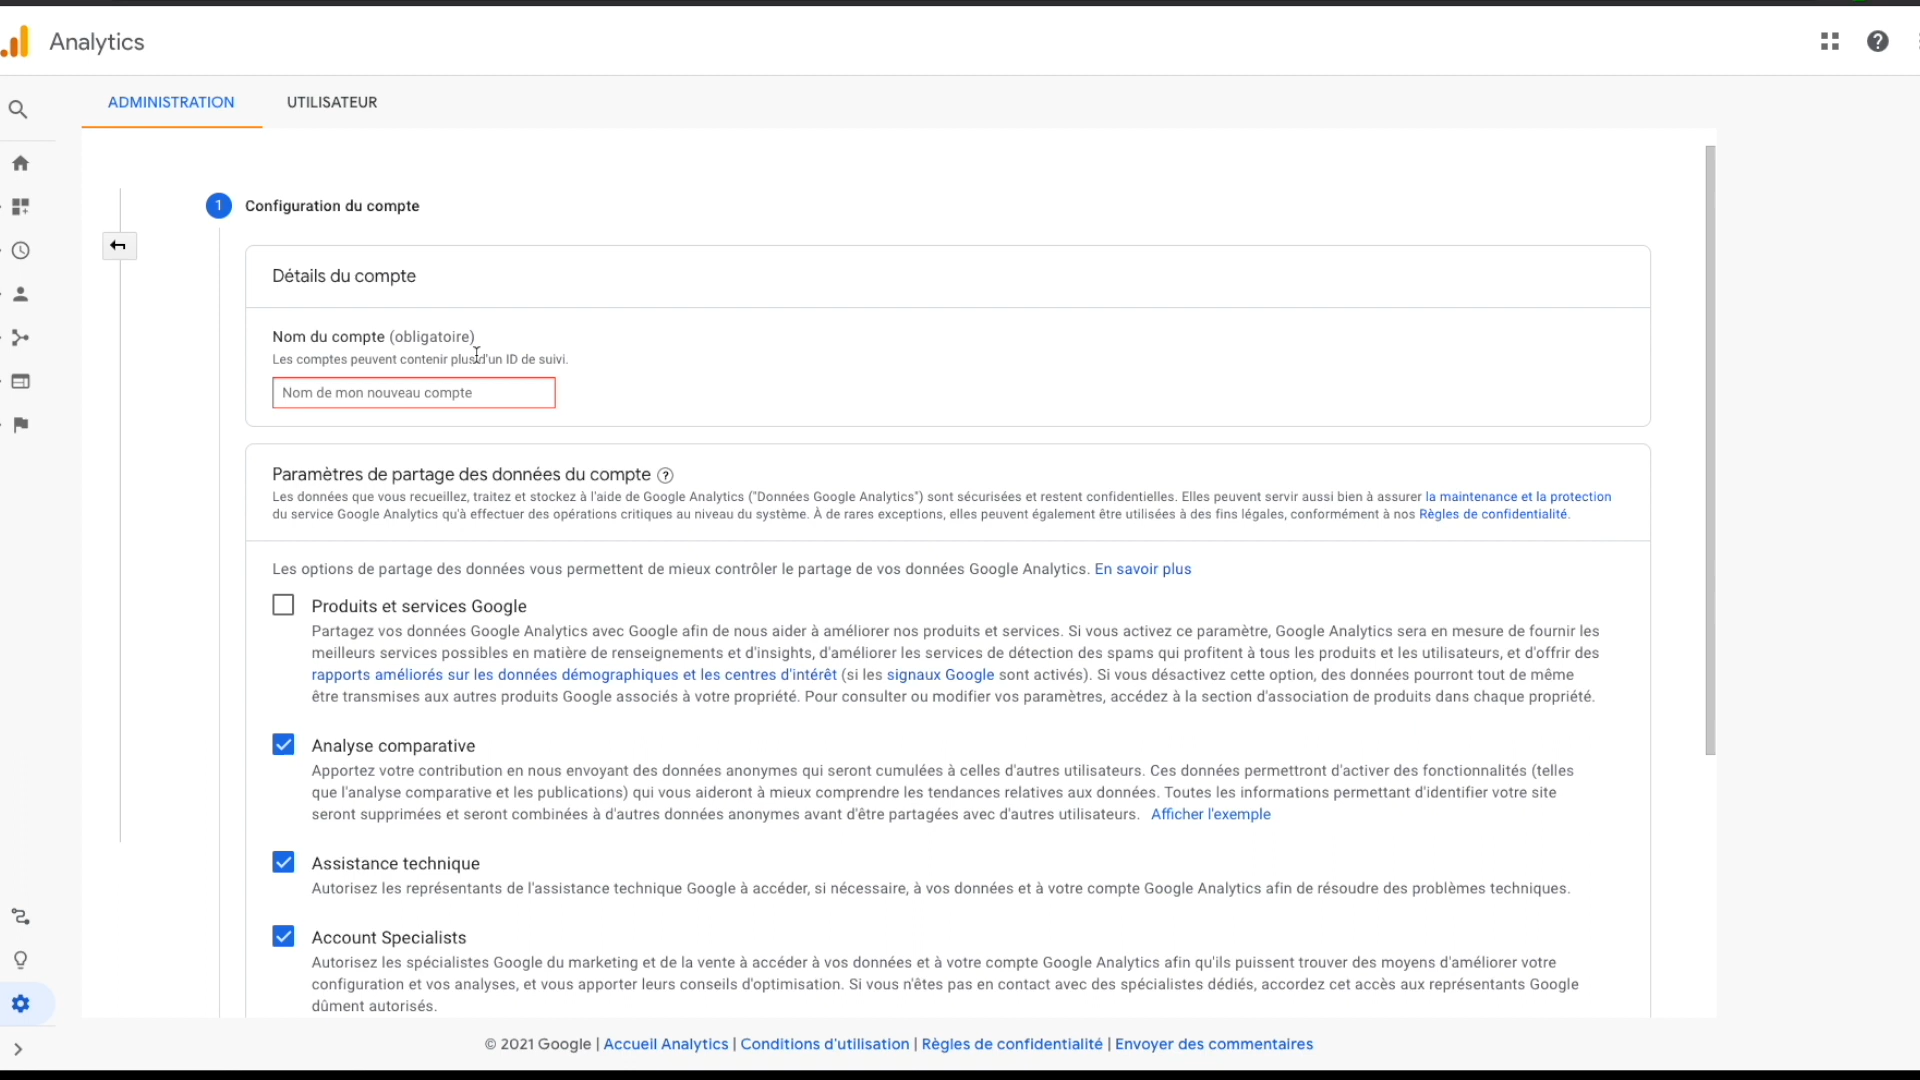 Analytics
ADMINISTRATION
UTILISATEUR
1 Configuration du compte
Détails du compte
Nom du compte (obligatoire)
Les comptes peuvent contenir plus d'un ID de suivi.
Nom de mon nouveau compte
Paramètres de partage des données du compte ?
Les données que vous recueillez, traitez et stockez à l'aide de Google Analytics ("Données Google Analytics") sont sécurisées et restent confidentielles. Elles peuvent servir aussi bien à assurer la maintenance et la protection
du service Google Analytics qu'à effectuer des opérations critiques au niveau du système. À de rares exceptions, elles peuvent également être utilisées à des fins légales, conformément à nos Règles de confidentialité.
Les options de partage des données vous permettent de mieux contrôler le partage de vos données Google Analytics. En savoir plus
Produits et services Google
Partagez vos données Google Analytics avec Google afin de nous aider à améliorer nos produits et services. Si vous activez ce paramètre, Google Analytics sera en mesure de fournir les
meilleurs services possibles en matière de renseignements et d'insights, d'améliorer les services de détection des spams qui profitent à tous les produits et les utilisateurs, et d'offrir des
rapports améliorés sur les données démographiques et les centres d'intérêt (si les signaux Google sont activés). Si vous désactivez cette option, des données pourront tout de même
être transmises aux autres produits Google associés à votre propriété. Pour consulter ou modifier vos paramètres, accédez à la section d'association de produits dans chaque propriété.
Analyse comparative
Apportez votre contribution en nous envoyant des données anonymes qui seront cumulées à celles d'autres utilisateurs. Ces données permettront d'activer des fonctionnalités (telles
que l'analyse comparative et les publications) qui vous aideront à mieux comprendre les tendances relatives aux données. Toutes les informations permettant d'identifier votre site
seront supprimées et seront combinées à d'autres données anonymes avant d'être partagées avec d'autres utilisateurs. Afficher l'exemple
Assistance technique
Autorisez les représentants de l'assistance technique Google à accéder, si nécessaire, à vos données et à votre compte Google Analytics afin de résoudre des problèmes techniques.
Account Specialists
Autorisez les spécialistes Google du marketing et de la vente à accéder à vos données et à votre compte Google Analytics afin qu'ils puissent trouver des moyens d'améliorer votre
configuration et vos analyses, et vous apporter leurs conseils d'optimisation. Si vous n'êtes pas en contact avec des spécialistes dédiés, accordez cet accès aux représentants Google
dûment autorisés.
© 2021 Google | Accueil Analytics | Conditions d'utilisation | Règles de confidentialité | Envoyer des commentaires